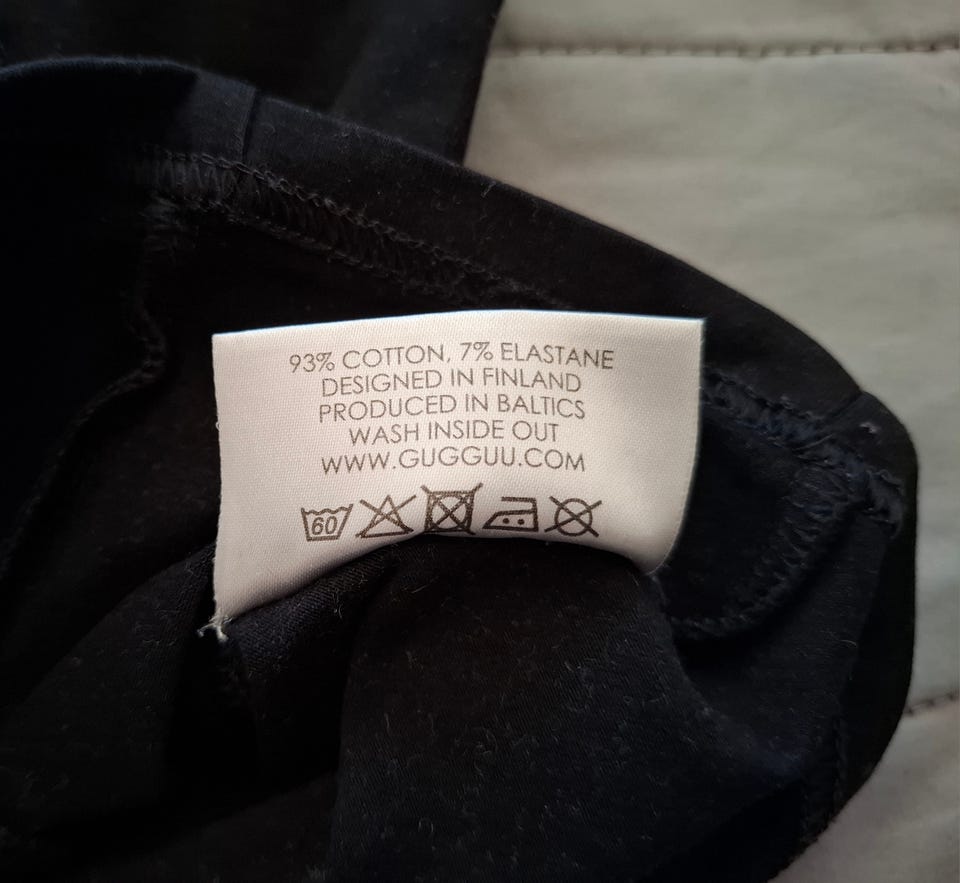 93% COTTON, 7% ELASTANE
DESIGNED IN FINLAND
PRODUCED IN BALTICS
WASH INSIDE OUT
WWW.GUGGUU.COM
60